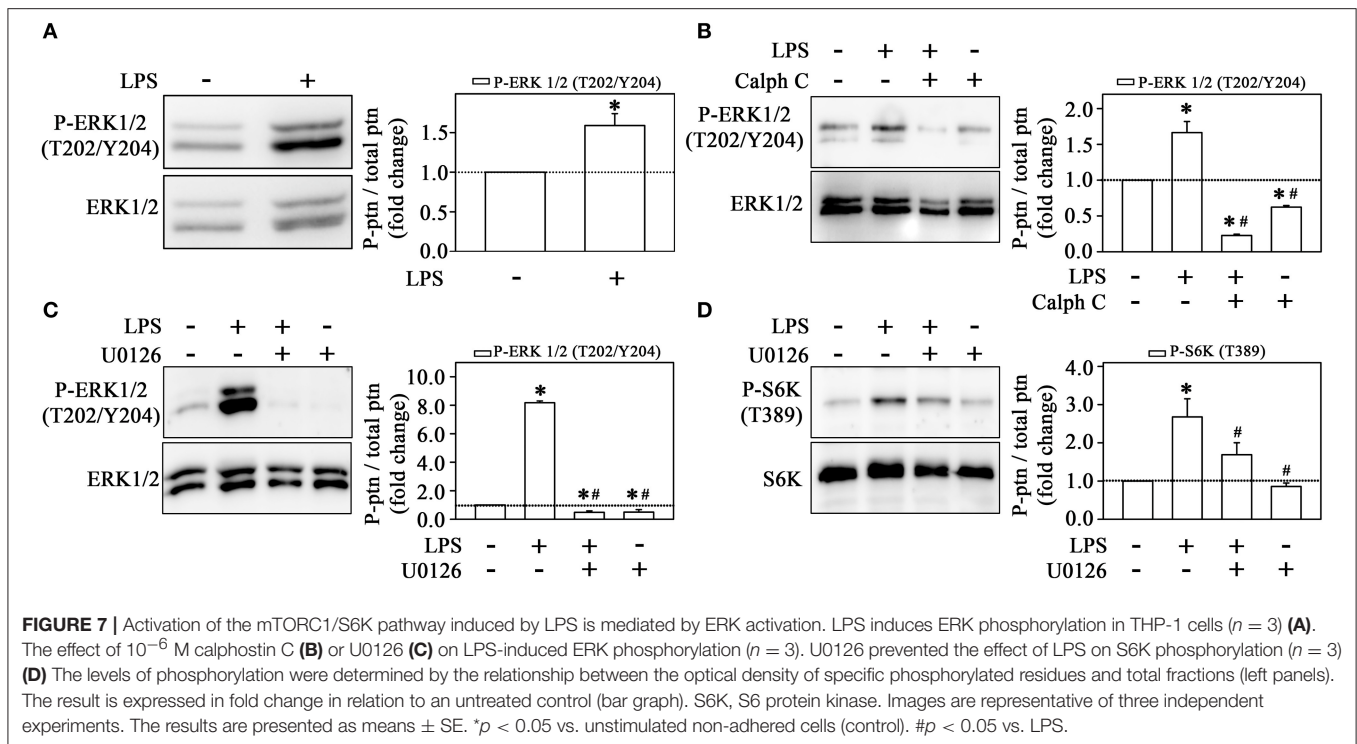 A
LPS - +
P-ERK1/2
(T202/Y204)
ERK1/2
P-ptn / total ptn
(fold change)
P-ERK 1/2 (T202/Y204)
1.5
1.0
0.5
0.0
*
- +
LPS
B
LPS - + + -
Calph C - - + +
P-ERK1/2
(T202/Y204)
ERK1/2
P-ptn / total ptn
(fold change)
P-ERK 1/2 (T202/Y204)
2.0
1.5
1.0
0.5
0.0
*
* #
* #
LPS - + + -
Calph C - - + +
C
LPS - + + -
U0126 - - + +
P-ERK1/2
(T202/Y204)
ERK1/2
P-ptn / total ptn
(fold change)
P-ERK 1/2 (T202/Y204)
10.0
8.0
6.0
4.0
2.0
0.0
*
*#
*#
LPS - + + -
U0126 - - + +
D
LPS - + + -
U0126 - - + +
P-S6K
(T389)
S6K
P-ptn / total ptn
(fold change)
P-S6K (T389)
4.0
3.0
2.0
1.0
0.0
*
#
#
LPS - + + -
U0126 - - + +
FIGURE 7 | Activation of the mTORC1/S6K pathway induced by LPS is mediated by ERK activation. LPS induces ERK phosphorylation in THP-1 cells (n = 3) (A).
The effect of 10⁻⁶ M calphostin C (B) or U0126 (C) on LPS-induced ERK phosphorylation (n = 3). U0126 prevented the effect of LPS on S6K phosphorylation (n = 3)
(D) The levels of phosphorylation were determined by the relationship between the optical density of specific phosphorylated residues and total fractions (left panels).
The result is expressed in fold change in relation to an untreated control (bar graph). S6K, S6 protein kinase. Images are representative of three independent
experiments. The results are presented as means ± SE. *p < 0.05 vs. unstimulated non-adhered cells (control). #p < 0.05 vs. LPS.